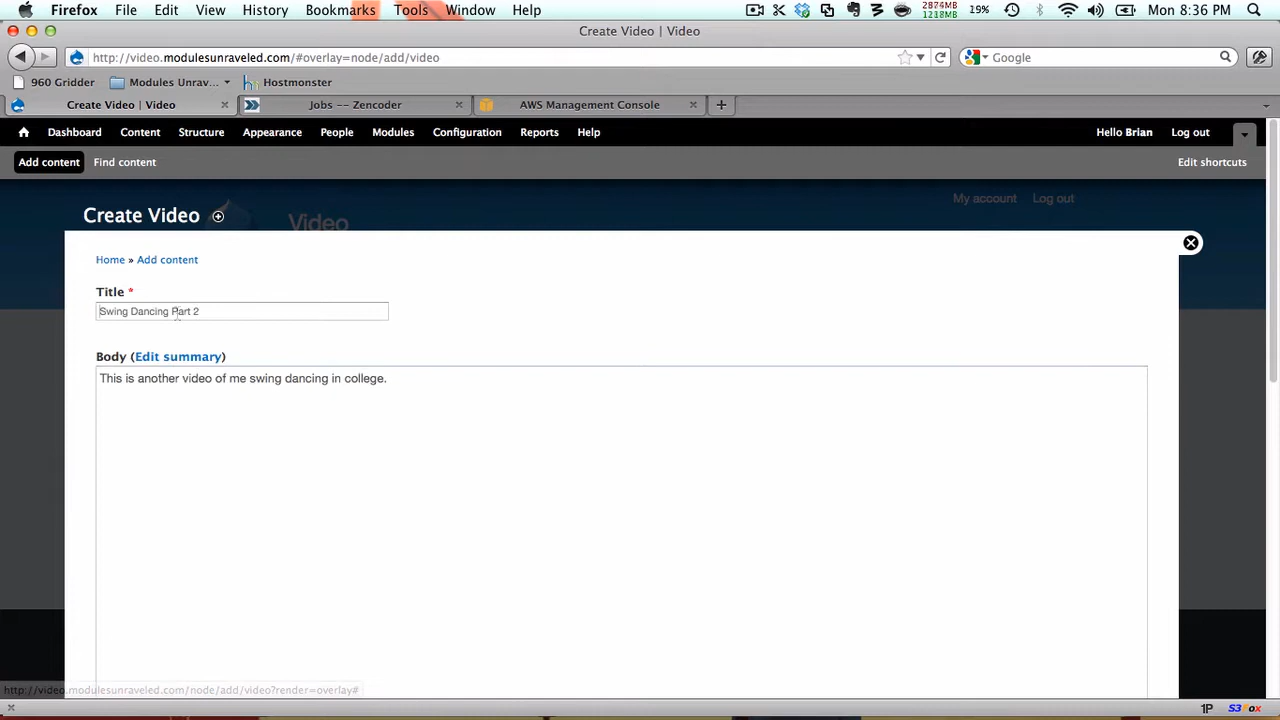 Firefox File Edit View History Bookmarks Tools Window Help 2874MB 1218MB 19% Mon 8:36 PM
Create Video | Video
http://video.modulesunraveled.com/#overlay=node/add/video Google
960 Gridder Modules Unrav... Hostmonster
Create Video | Video Jobs -- Zencoder AWS Management Console
Dashboard Content Structure Appearance People Modules Configuration Reports Help Hello Brian Log out
Add content Find content Edit shortcuts
My account Log out
Create Video Video
Home » Add content
Title *
Swing Dancing Part 2
Body (Edit summary)
This is another video of me swing dancing in college.
http://video.modulesunraveled.com/node/add/video?render=overlay#
1P S3Fox